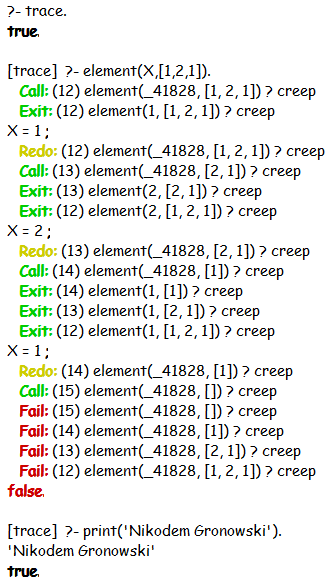 ?- trace.
true.

[trace]  ?- element(X,[1,2,1]).
   Call: (12) element(_41828, [1, 2, 1]) ? creep
   Exit: (12) element(1, [1, 2, 1]) ? creep
X = 1 ;
   Redo: (12) element(_41828, [1, 2, 1]) ? creep
   Call: (13) element(_41828, [2, 1]) ? creep
   Exit: (13) element(2, [2, 1]) ? creep
   Exit: (12) element(2, [1, 2, 1]) ? creep
X = 2 ;
   Redo: (13) element(_41828, [2, 1]) ? creep
   Call: (14) element(_41828, [1]) ? creep
   Exit: (14) element(1, [1]) ? creep
   Exit: (13) element(1, [2, 1]) ? creep
   Exit: (12) element(1, [1, 2, 1]) ? creep
X = 1 ;
   Redo: (14) element(_41828, [1]) ? creep
   Call: (15) element(_41828, []) ? creep
   Fail: (15) element(_41828, []) ? creep
   Fail: (14) element(_41828, [1]) ? creep
   Fail: (13) element(_41828, [2, 1]) ? creep
   Fail: (12) element(_41828, [1, 2, 1]) ? creep
false.

[trace]  ?- print('Nikodem Gronowski').
'Nikodem Gronowski'
true.